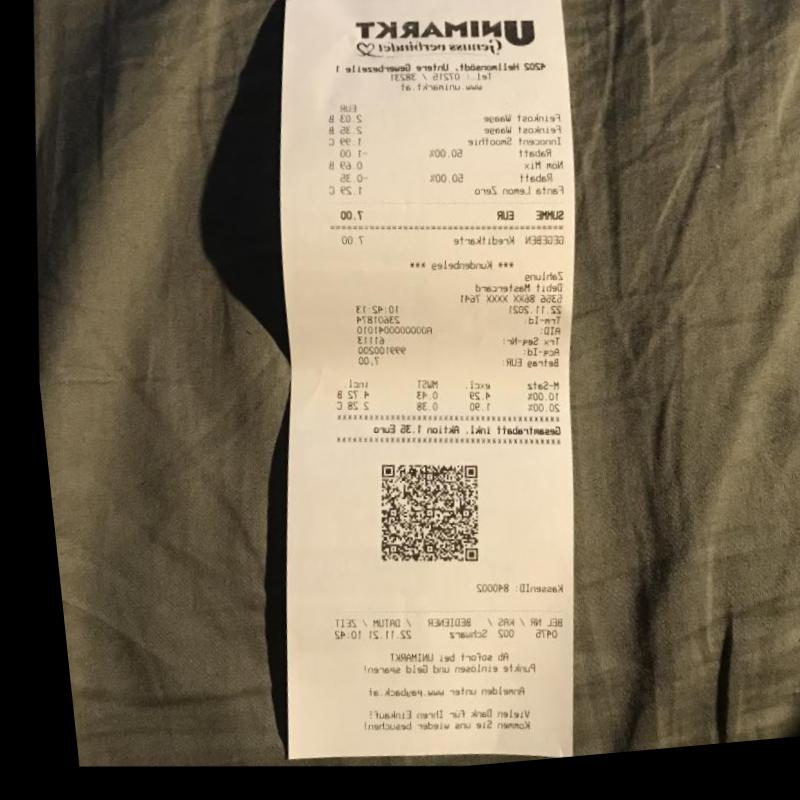 UNIMARKT
Genuss verbindet
4202 Hellmonsödt, Untere Gewerbezeile 1
Tel.: 07215 / 38231
www.unimarkt.at
EUR
Feinkost Waage 2.03 B
Feinkost Waage 2.35 B
Innocent Smoothie 1.99 C
Rabatt 50.00% -1.00
Nom Mix 0.69 B
Rabatt 50.00% -0.35
Fanta Lemon Zero 1.29 C
SUMME EUR 7.00
GEGEBEN Kreditkarte 7.00
*** Kundenbeleg ***
Zahlung
Debit Mastercard
5356 86XX XXXX 7641
22.11.2021 10:42:13
Trm-Id: 23601874
AID: A0000000041010
Trx Seq-Nr: 61113
Acq-Id: 999100200
Betrag EUR: 7,00
M-Satz excl. MWST incl.
10.00% 4.29 0.43 4.72 B
20.00% 1.90 0.38 2.28 C
Gesamtrabatt inkl. Aktion 1.35 Euro
KassenID: 840002
BEL NR / KAS / BEDIENER / DATUM / ZEIT
0475 002 Schwarz 22.11.21 10:42
Ab sofort bei UNIMARKT
Punkte einlösen und Geld sparen!
Anmelden unter www.payback.at
Vielen Dank für Ihren Einkauf!
Kommen Sie uns wieder besuchen!